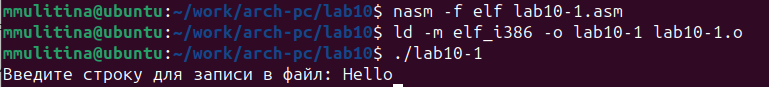 mmulitina@ubuntu:~/work/arch-pc/lab10$ nasm -f elf lab10-1.asm
mmulitina@ubuntu:~/work/arch-pc/lab10$ ld -m elf_i386 -o lab10-1 lab10-1.o
mmulitina@ubuntu:~/work/arch-pc/lab10$ ./lab10-1
Введите строку для записи в файл: Hello